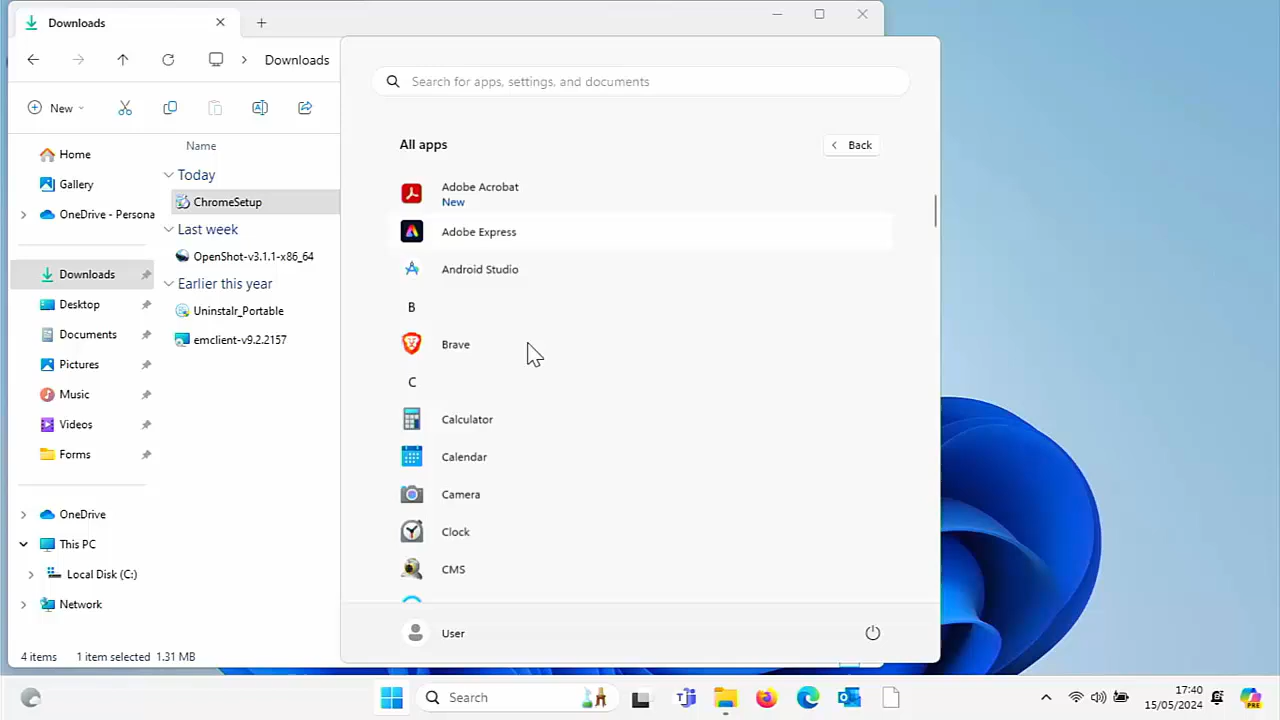 Downloads
Downloads
New
Search for apps, settings, and documents
All apps
Back
Name
Home
Gallery
OneDrive - Persona
Downloads
Desktop
Documents
Pictures
Music
Videos
Forms
OneDrive
This PC
Local Disk (C:)
Network
Today
ChromeSetup
Last week
OpenShot-v3.1.1-x86_64
Earlier this year
Uninstalr_Portable
emclient-v9.2.2157
Adobe Acrobat
New
Adobe Express
Android Studio
B
Brave
C
Calculator
Calendar
Camera
Clock
CMS
User
4 items 1 item selected 1.31 MB
Search
17:40
15/05/2024
PRE